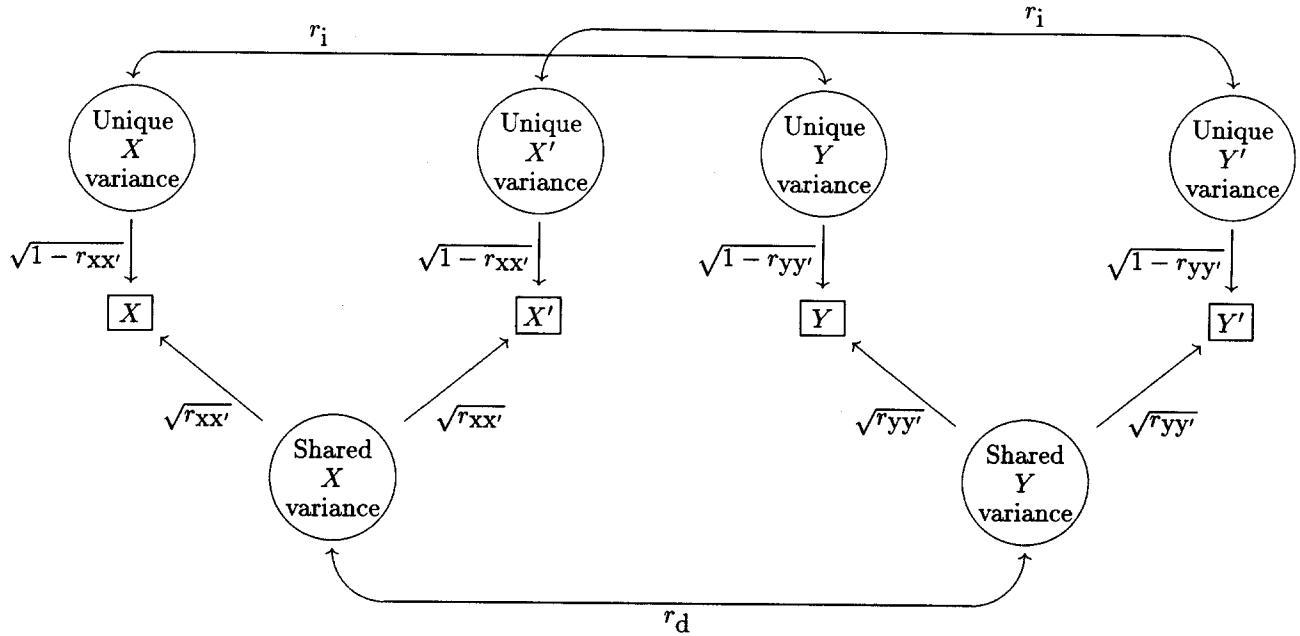 r_i
r_i
Unique
X
variance
Unique
X′
variance
Unique
Y
variance
Unique
Y′
variance
√1 − r_xx′
√1 − r_xx′
√1 − r_yy′
√1 − r_yy′
X
X′
Y
Y′
√r_xx′
√r_xx′
√r_yy′
√r_yy′
Shared
X
variance
Shared
Y
variance
r_d